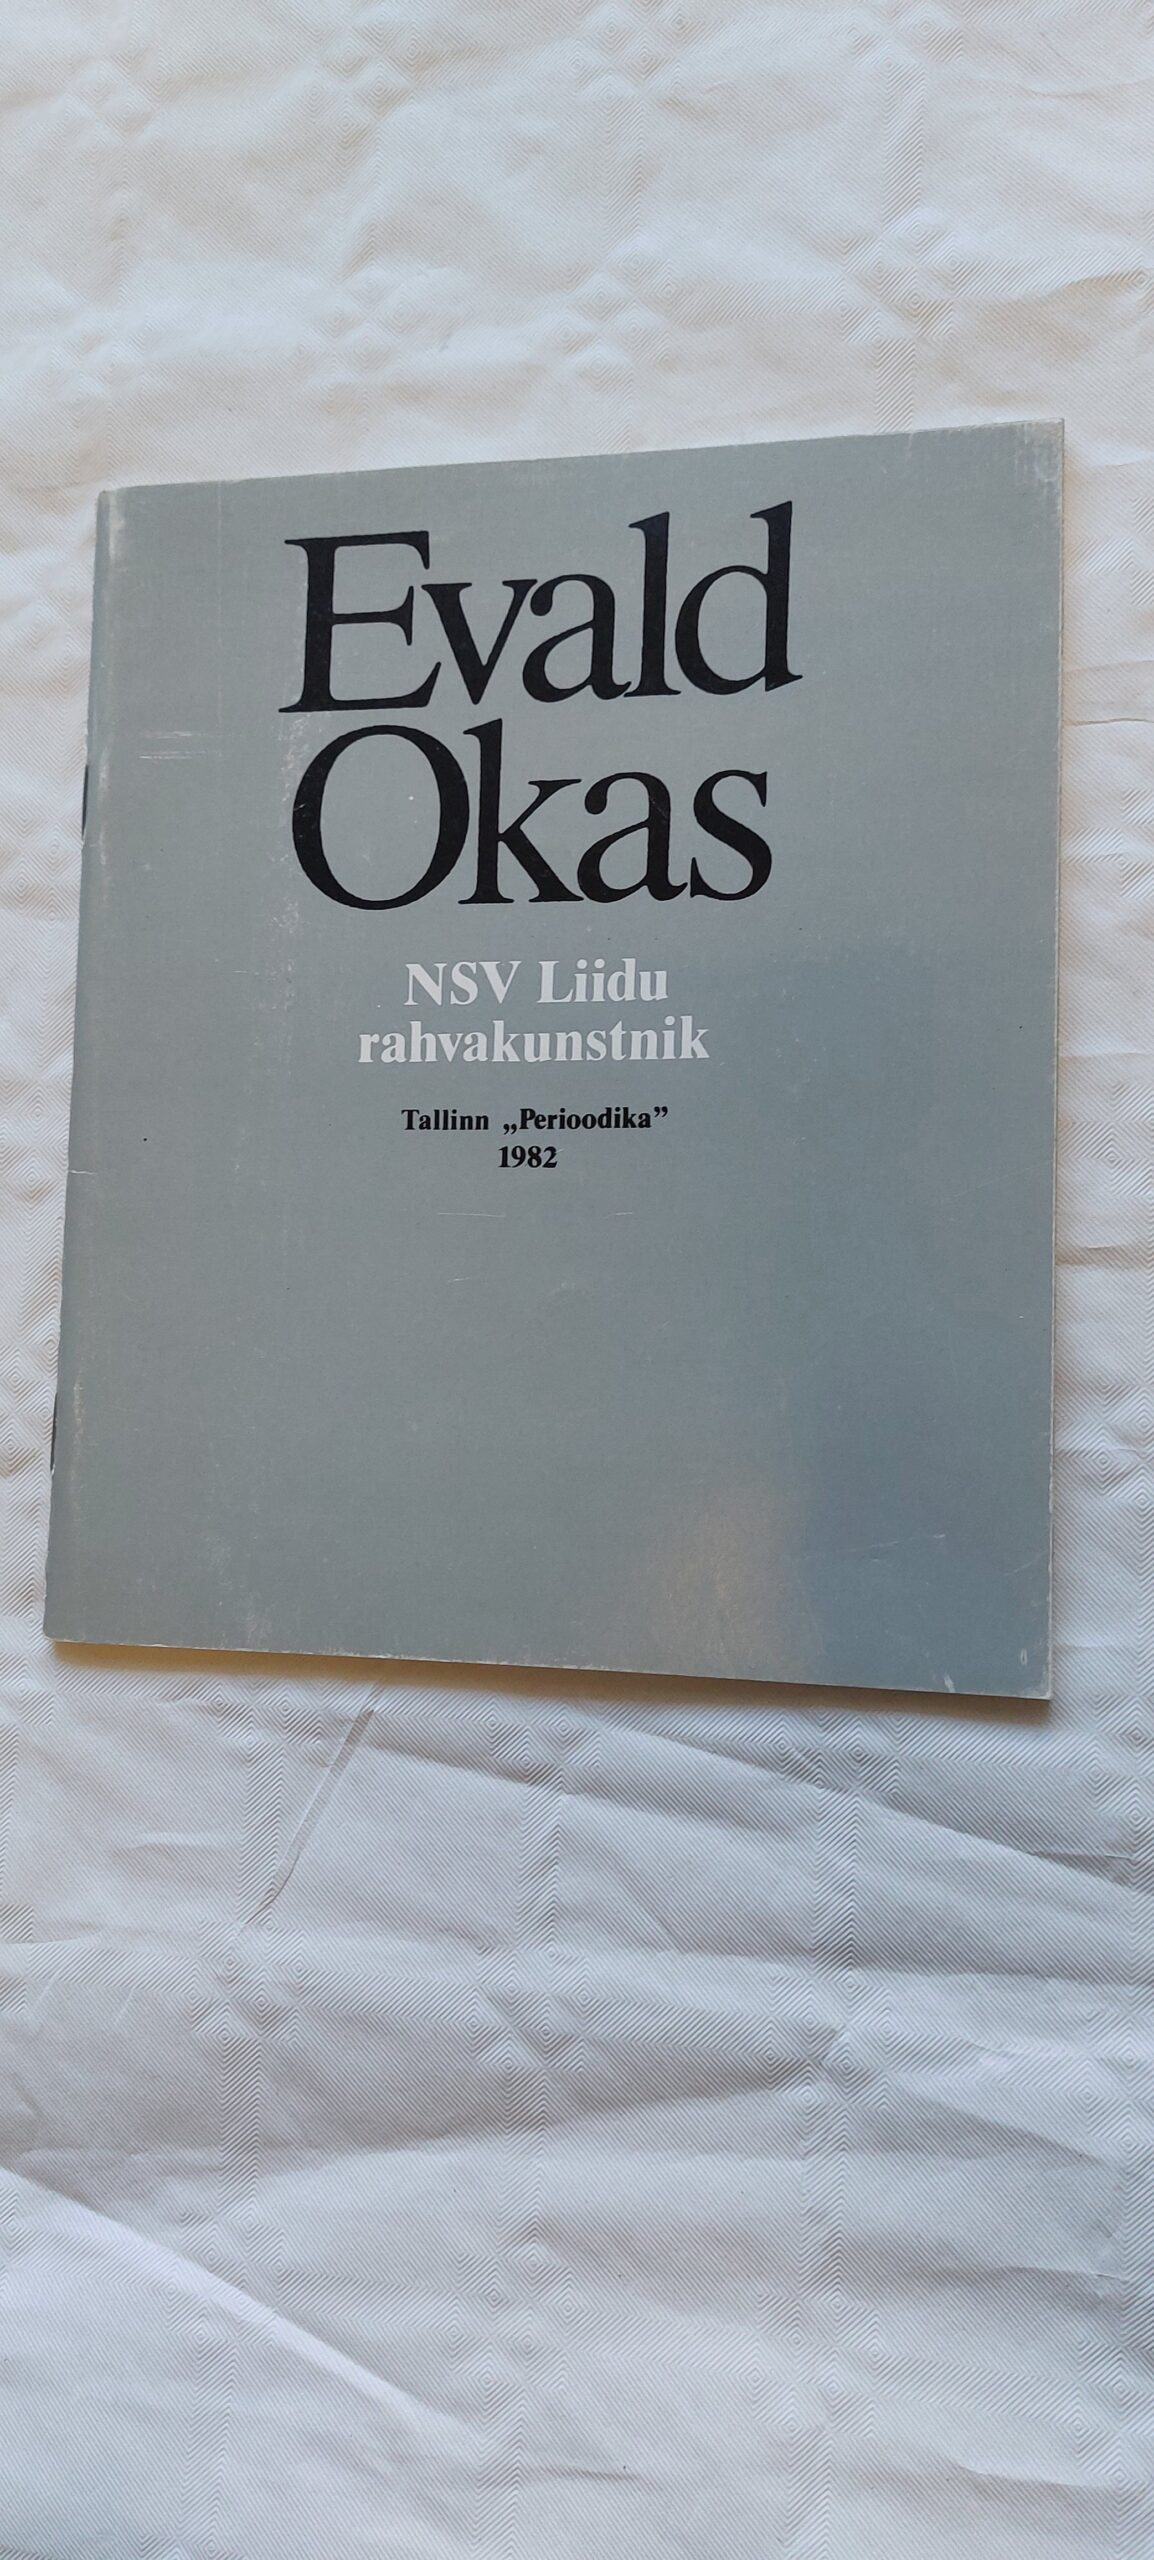 Evald
Okas
NSV Liidu
rahvakunstnik
Tallinn „Perioodika”
1982